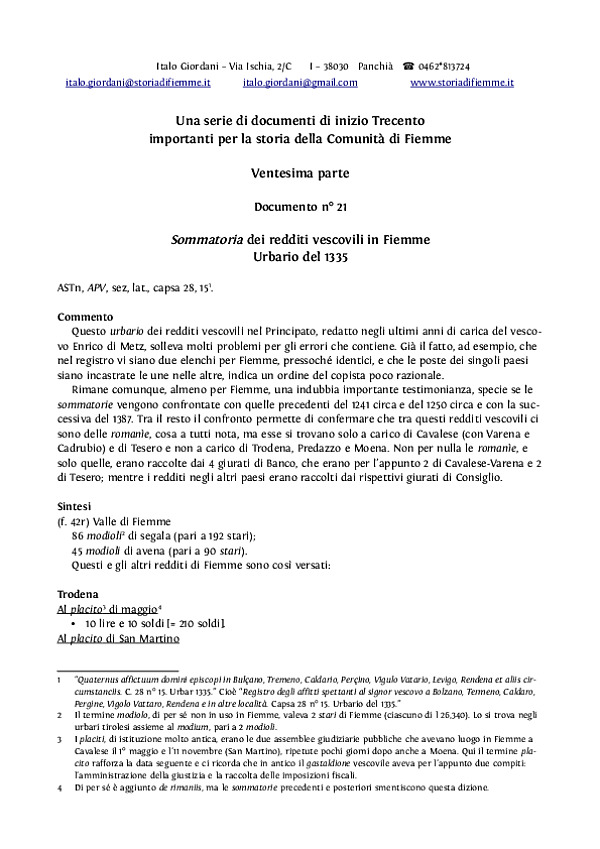 Italo Giordani – Via Ischia, 2/C I – 38030 Panchià ☎ 0462*813724
italo.giordani@storiadifiemme.it italo.giordani@gmail.com www.storiadifiemme.it
Una serie di documenti di inizio Trecento
importanti per la storia della Comunità di Fiemme
Ventesima parte
Documento n° 21
Sommatoria dei redditi vescovili in Fiemme
Urbario del 1335
ASTn, APV, sez, lat., capsa 28, 15¹.
Commento
Questo urbario dei redditi vescovili nel Principato, redatto negli ultimi anni di carica del vesco-
vo Enrico di Metz, solleva molti problemi per gli errori che contiene. Già il fatto, ad esempio, che
nel registro vi siano due elenchi per Fiemme, pressoché identici, e che le poste dei singoli paesi
siano incastrate le une nelle altre, indica un ordine del copista poco razionale.
Rimane comunque, almeno per Fiemme, una indubbia importante testimonianza, specie se le
sommatorie vengono confrontate con quelle precedenti del 1241 circa e del 1250 circa e con la suc-
cessiva del 1387. Tra il resto il confronto permette di confermare che tra questi redditi vescovili ci
sono delle romanìe, cosa a tutti nota, ma esse si trovano solo a carico di Cavalese (con Varena e
Cadrubio) e di Tesero e non a carico di Trodena, Predazzo e Moena. Non per nulla le romanìe, e
solo quelle, erano raccolte dai 4 giurati di Banco, che erano per l'appunto 2 di Cavalese-Varena e 2
di Tesero; mentre i redditi negli altri paesi erano raccolti dai rispettivi giurati di Consiglio.
Sintesi
(f. 42r) Valle di Fiemme
86 modioli² di segala (pari a 192 stari);
45 modioli di avena (pari a 90 stari).
Questi e gli altri redditi di Fiemme sono così versati:
Trodena
Al placito³ di maggio⁴
• 10 lire e 10 soldi [= 210 soldi].
Al placito di San Martino
1 "Quaternus affictuum domini episcopi in Bulçano, Tremeno, Caldario, Perçino, Vigulo Vatario, Levigo, Rendena et aliis cir-
cumstanciis. C. 28 n° 15. Urbar 1335." Cioè "Registro degli affitti spettanti al signor vescovo a Bolzano, Termeno, Caldaro,
Pergine, Vigolo Vattaro, Rendena e in altre località. Capsa 28 n° 15. Urbario del 1335."
2 Il termine modiolo, di per sé non in uso in Fiemme, valeva 2 stari di Fiemme (ciascuno di l 26,340). Lo si trova negli
urbari tirolesi assieme al modium, pari a 2 modioli.
3 I placiti, di istituzione molto antica, erano le due assemblee giudiziarie pubbliche che avevano luogo in Fiemme a
Cavalese il 1° maggio e l'11 novembre (San Martino), ripetute pochi giorni dopo anche a Moena. Qui il termine pla-
cito rafforza la data seguente e ci ricorda che in antico il gastaldione vescovile aveva per l'appunto due compiti:
l'amministrazione della giustizia e la raccolta delle imposizioni fiscali.
4 Di per sé è aggiunto de rimaniis, ma le sommatorie precedenti e posteriori smentiscono questa dizione.